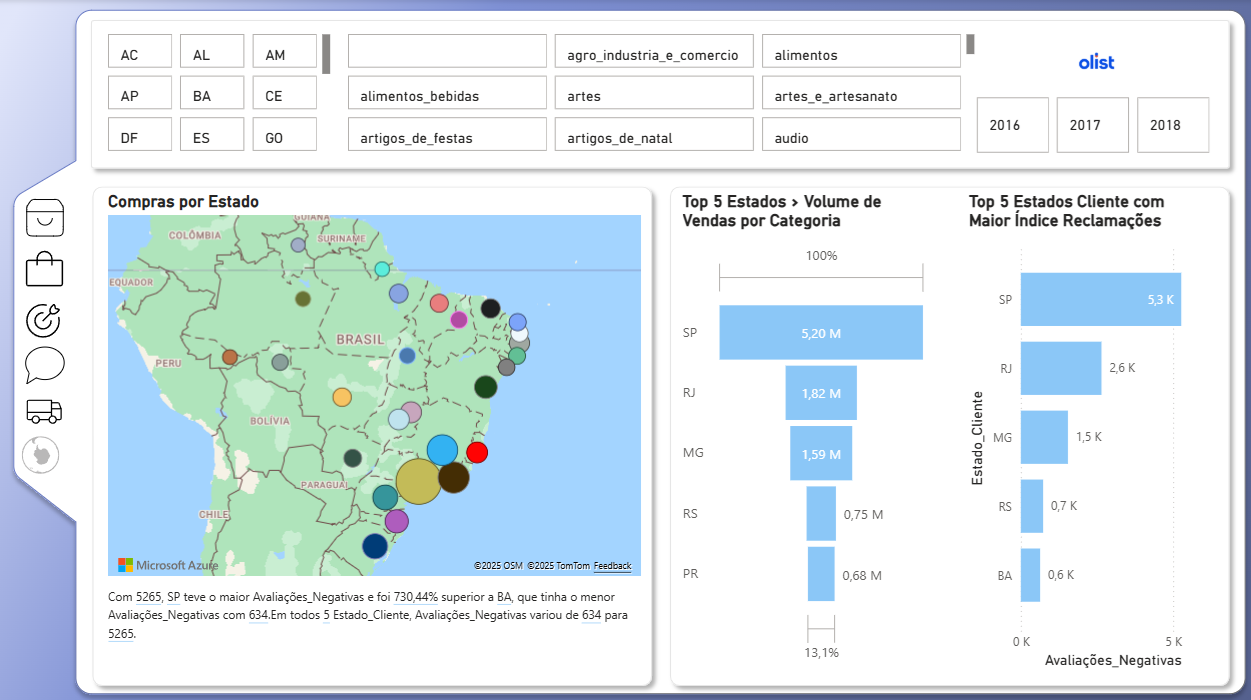 AC
AL
AM
agro_industria_e_comercio
alimentos
olist
AP
BA
CE
alimentos_bebidas
artes
artes_e_artesanato
2016
2017
2018
DF
ES
GO
artigos_de_festas
artigos_de_natal
audio
Compras por Estado
GUIANA
COLÔMBIA
SURINAME
EQUADOR
BRASIL
PERU
BOLÍVIA
PARAGUAI
CHILE
Microsoft Azure
©2025 OSM ©2025 TomTom Feedback
Com 5265, SP teve o maior Avaliações_Negativas e foi 730,44% superior a BA, que tinha o menor
Avaliações_Negativas com 634.Em todos 5 Estado_Cliente, Avaliações_Negativas variou de 634 para
5265.
Top 5 Estados > Volume de
Vendas por Categoria
100%
SP
5,20 M
RJ
1,82 M
MG
1,59 M
RS
0,75 M
PR
0,68 M
13,1%
Top 5 Estados Cliente com
Maior Índice Reclamações
Estado_Cliente
SP
5,3 K
RJ
2,6 K
MG
1,5 K
RS
0,7 K
BA
0,6 K
0 K
5 K
Avaliações_Negativas